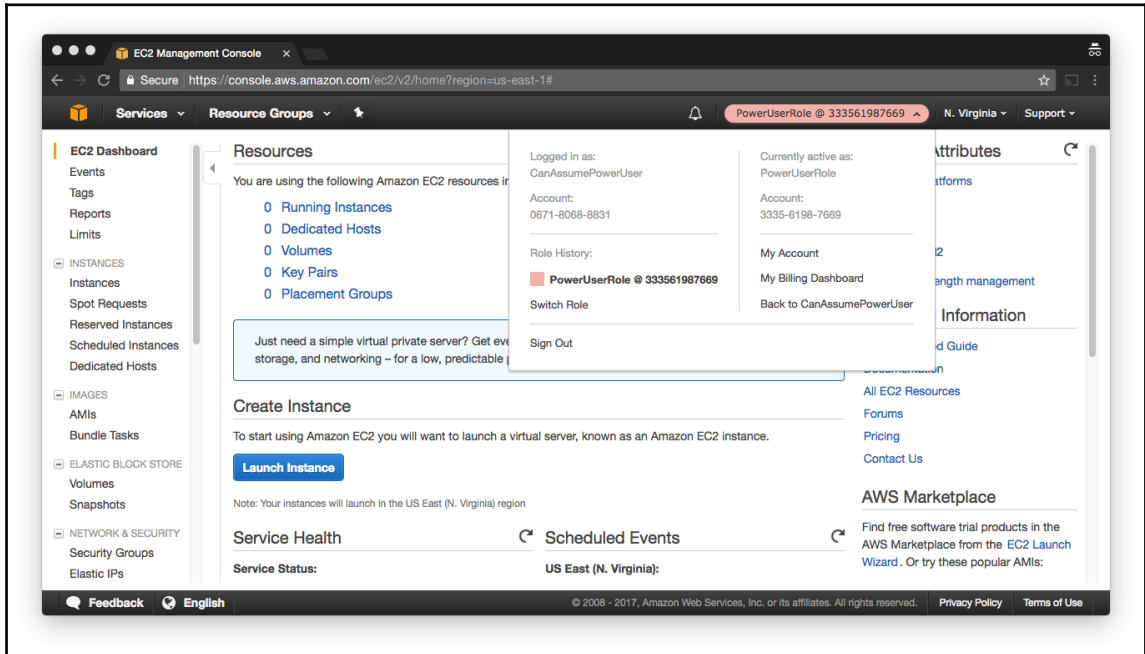 EC2 Management Console
Secure https://console.aws.amazon.com/ec2/v2/home?region=us-east-1#
Services
Resource Groups
PowerUserRole @ 333561987669
N. Virginia
Support
EC2 Dashboard
Events
Tags
Reports
Limits
INSTANCES
Instances
Spot Requests
Reserved Instances
Scheduled Instances
Dedicated Hosts
IMAGES
AMIs
Bundle Tasks
ELASTIC BLOCK STORE
Volumes
Snapshots
NETWORK & SECURITY
Security Groups
Elastic IPs
Resources
You are using the following Amazon EC2 resources
0 Running Instances
0 Dedicated Hosts
0 Volumes
0 Key Pairs
0 Placement Groups
Just need a simple virtual private server? Get
storage, and networking – for a low, predictable
Create Instance
To start using Amazon EC2 you will want to launch a virtual server, known as an Amazon EC2 instance.
Launch Instance
Note: Your instances will launch in the US East (N. Virginia) region
Service Health
Service Status:
Scheduled Events
US East (N. Virginia):
Logged in as:
CanAssumePowerUser
Account:
0671-8068-8831
Role History:
PowerUserRole @ 333561987669
Switch Role
Sign Out
Currently active as:
PowerUserRole
Account:
3335-6198-7669
My Account
My Billing Dashboard
Back to CanAssumePowerUser
management
Information
Guide
Documentation
All EC2 Resources
Forums
Pricing
Contact Us
AWS Marketplace
Find free software trial products in the
AWS Marketplace from the EC2 Launch
Wizard. Or try these popular AMIs:
Feedback
English
© 2008 - 2017, Amazon Web Services, Inc. or its affiliates. All rights reserved.
Privacy Policy
Terms of Use